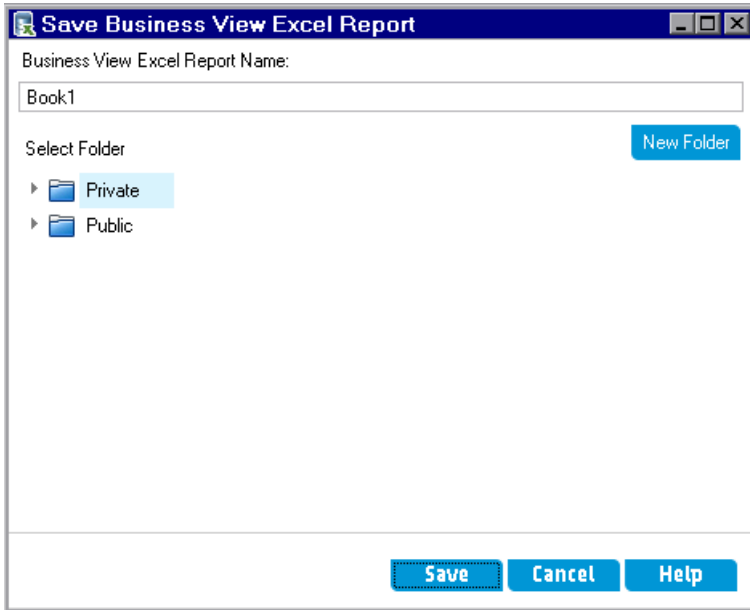 Save Business View Excel Report
Business View Excel Report Name:
Book1
New Folder
Select Folder
Private
Public
Save Cancel Help